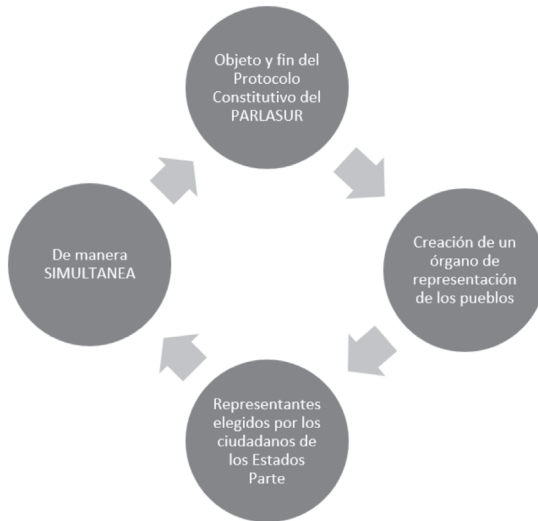 Objeto y fin del
Protocolo
Constitutivo del
PARLASUR
Creación de un
órgano de
representación
de los pueblos
Representantes
elegidos por los
ciudadanos de
los Estados
Parte
De manera
SIMULTANEA